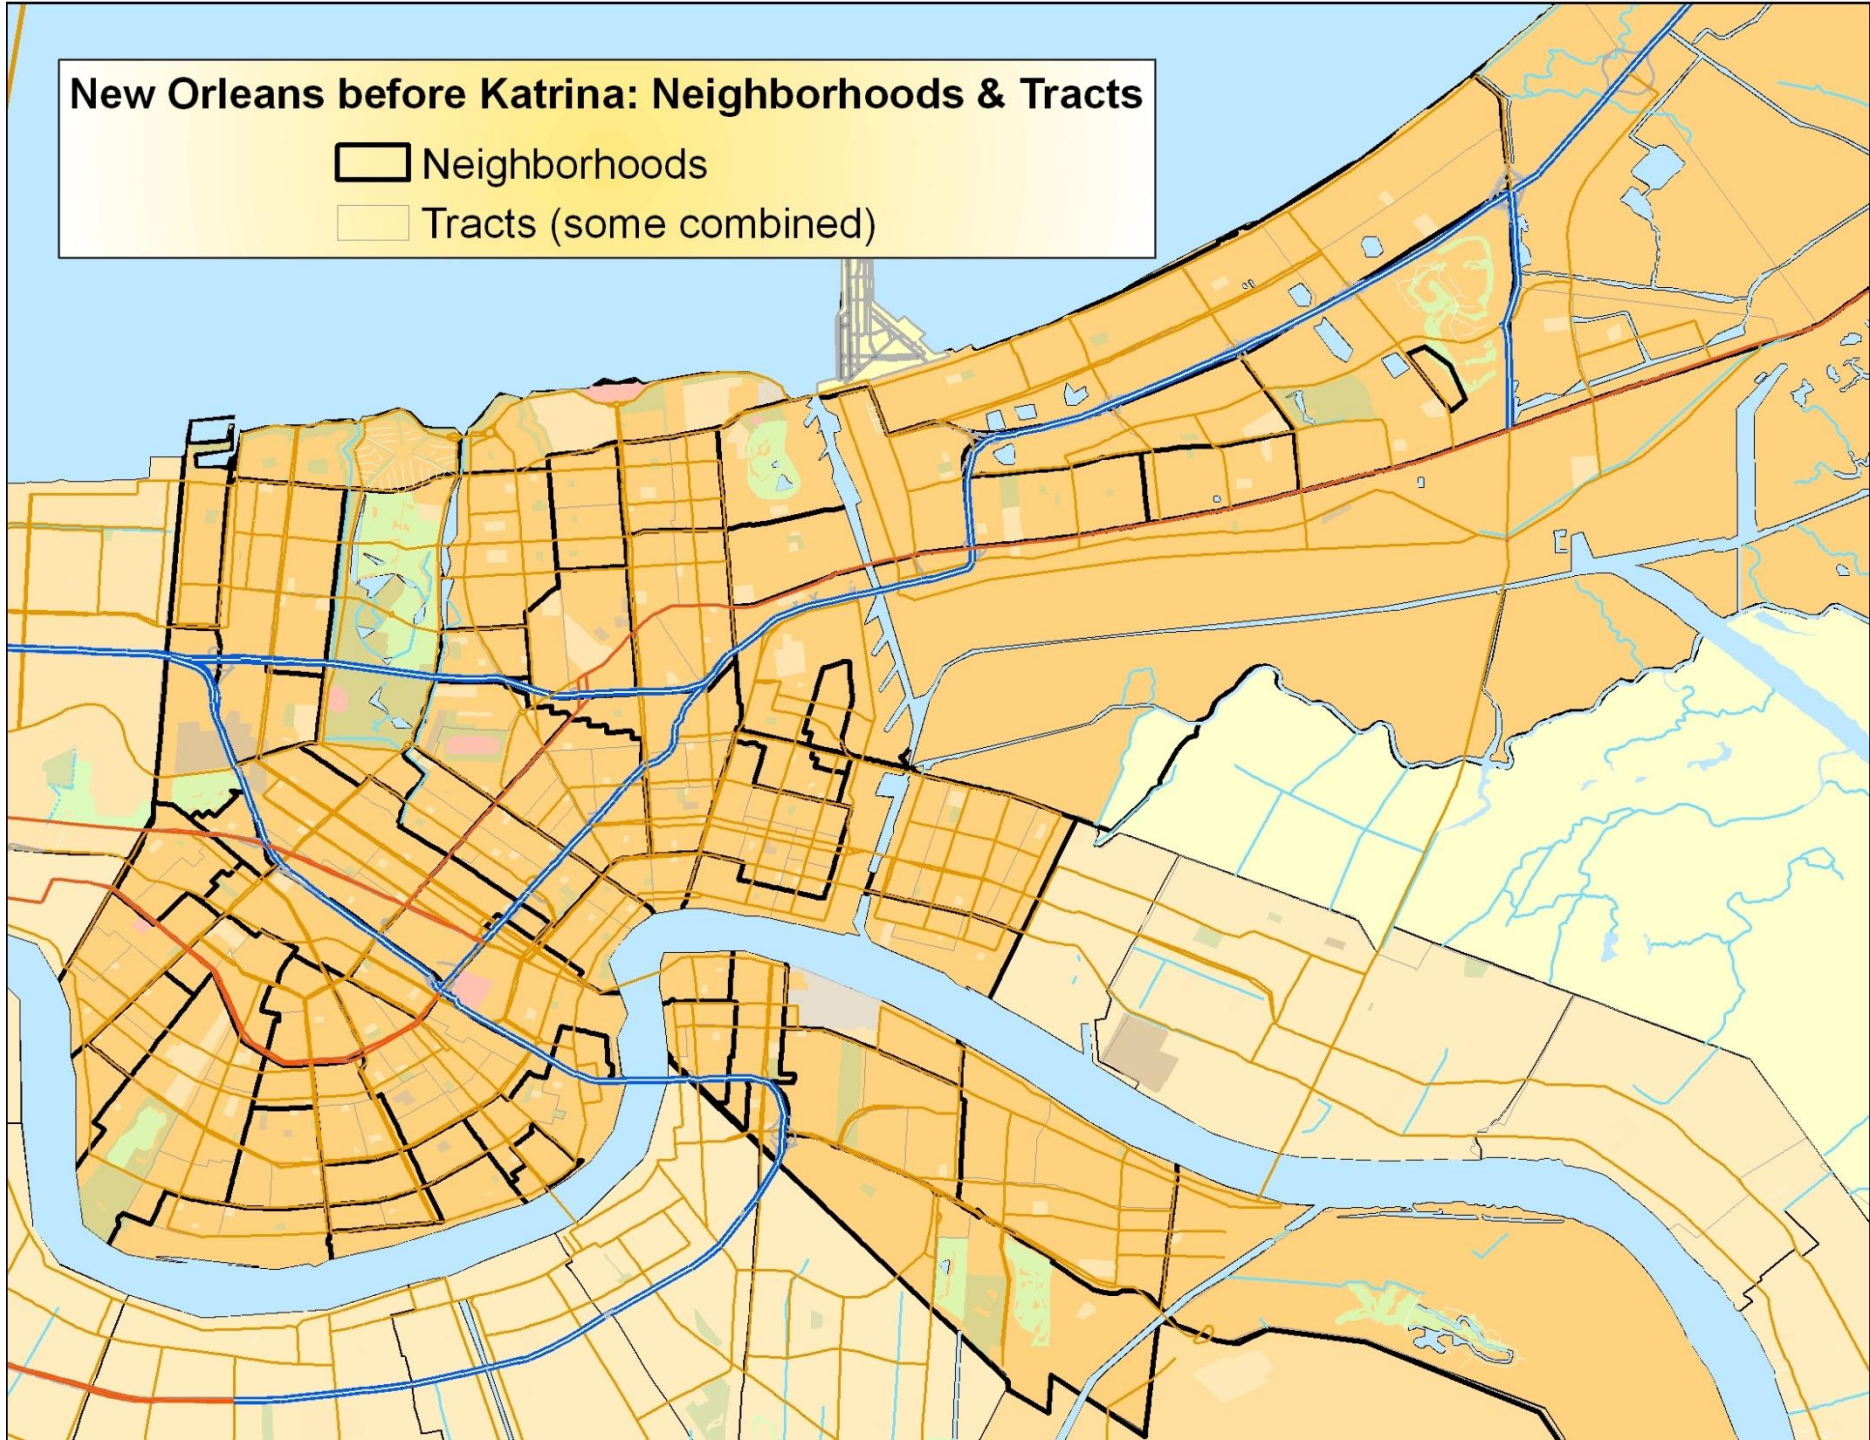 New Orleans before Katrina: Neighborhoods & Tracts
Neighborhoods
Tracts (some combined)